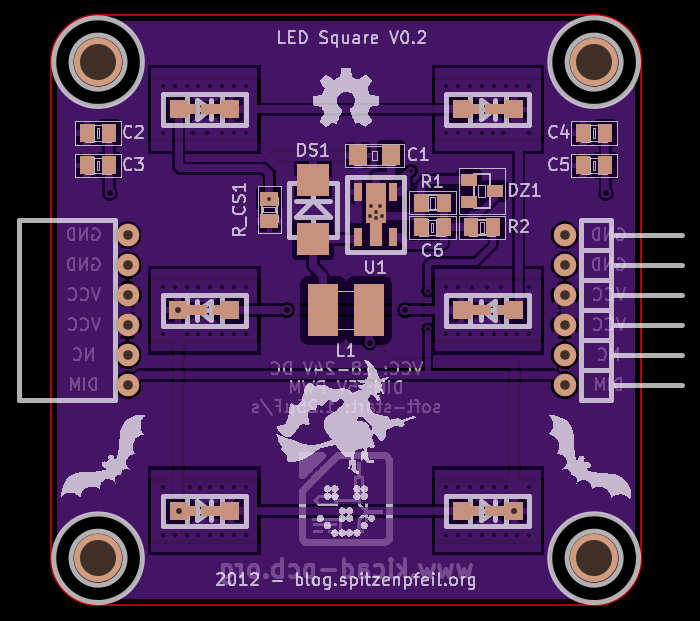 LED Square V0.2
C2
C4
DS1
C1
C3
C5
R1
DZ1
R_CS1
R2
C6
U1
GND
GND
GND
GND
VCC
VCC
VCC
VCC
NC
NC
DIM
DIM
L1
VCC: +8-24V DC
DIM: +5V PWM
soft-start: 1.25uF/s
www.kicad-pcb.org
2012 - blog.spitzenpfeil.org